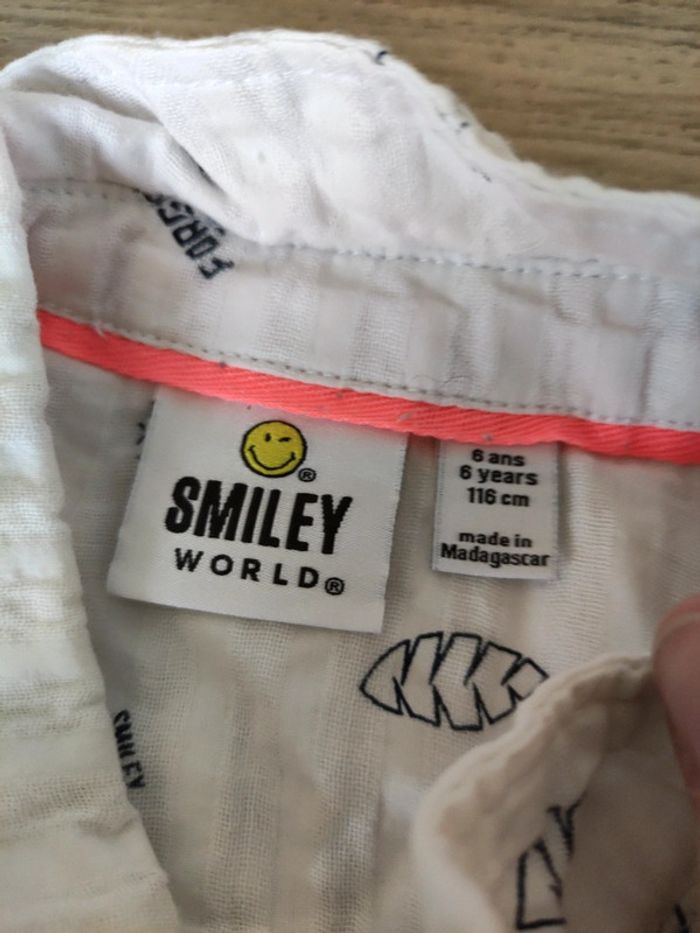 SMILEY
WORLD®
®
6 ans
6 years
116 cm
made in
Madagascar
SMILEY